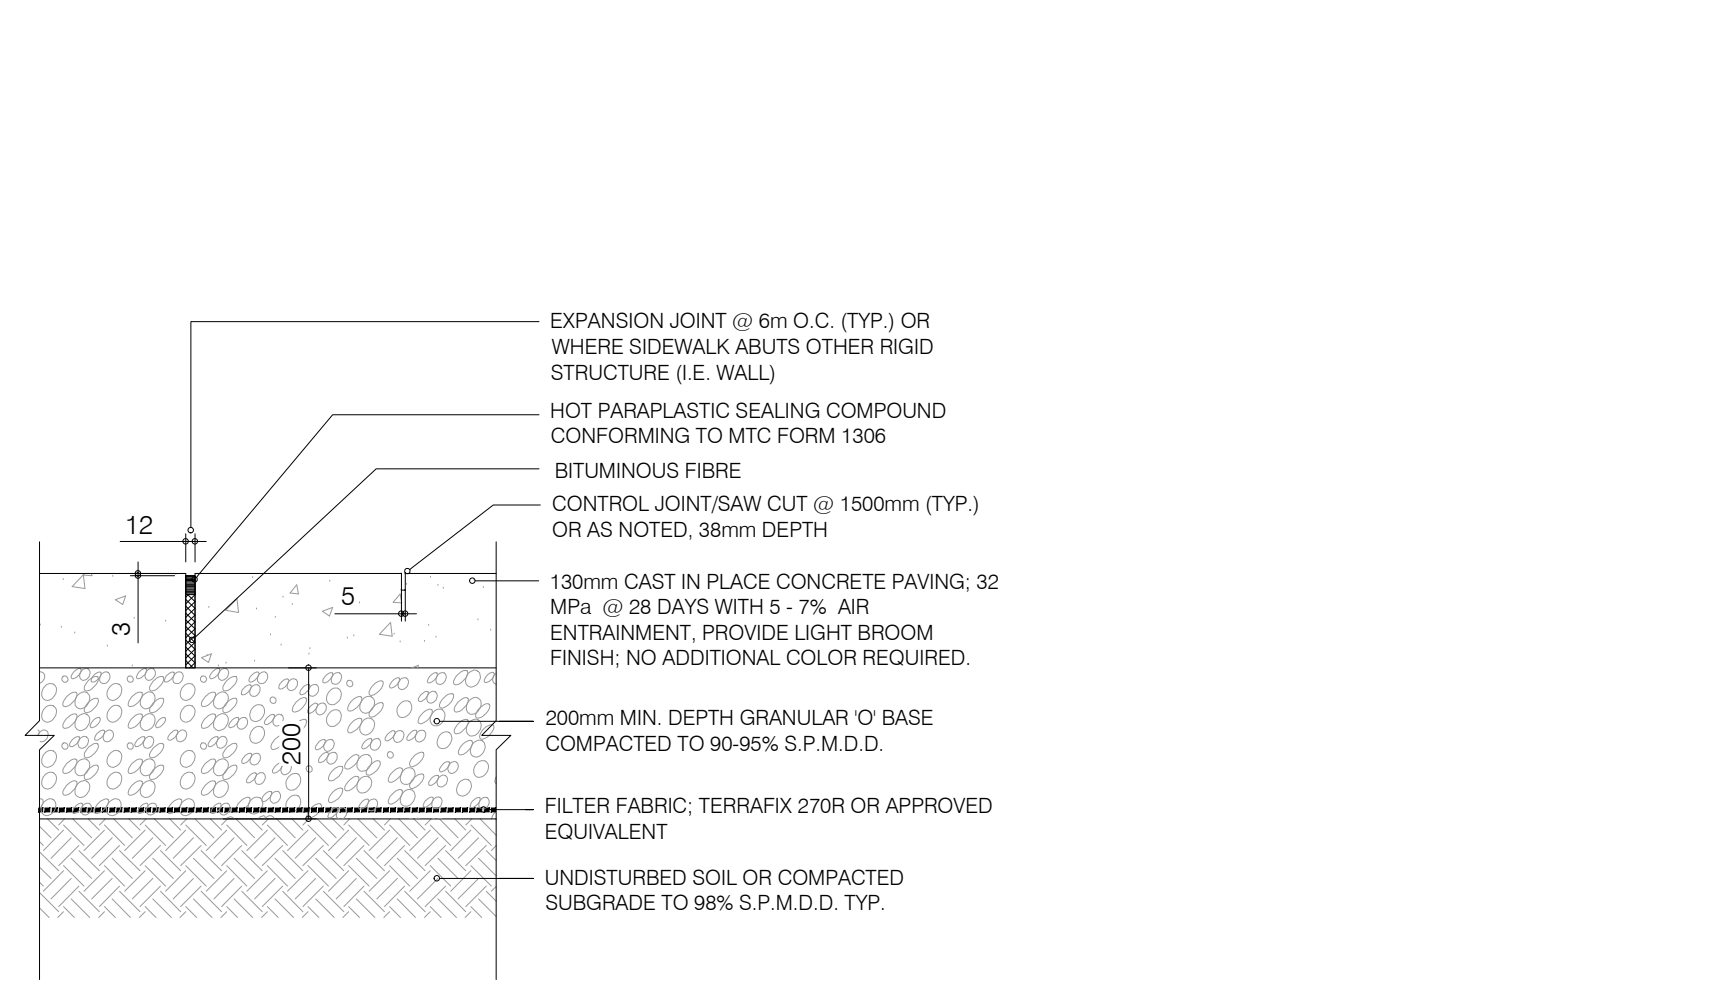 EXPANSION JOINT @ 6m O.C. (TYP.) OR
WHERE SIDEWALK ABUTS OTHER RIGID
STRUCTURE (I.E. WALL)
HOT PARAPLASTIC SEALING COMPOUND
CONFORMING TO MTC FORM 1306
BITUMINOUS FIBRE
CONTROL JOINT/SAW CUT @ 1500mm (TYP.)
OR AS NOTED, 38mm DEPTH
12
130mm CAST IN PLACE CONCRETE PAVING; 32
MPa @ 28 DAYS WITH 5 - 7% AIR
ENTRAINMENT, PROVIDE LIGHT BROOM
FINISH; NO ADDITIONAL COLOR REQUIRED.
5
3
200mm MIN. DEPTH GRANULAR 'O' BASE
COMPACTED TO 90-95% S.P.M.D.D.
200
FILTER FABRIC; TERRAFIX 270R OR APPROVED
EQUIVALENT
UNDISTURBED SOIL OR COMPACTED
SUBGRADE TO 98% S.P.M.D.D. TYP.